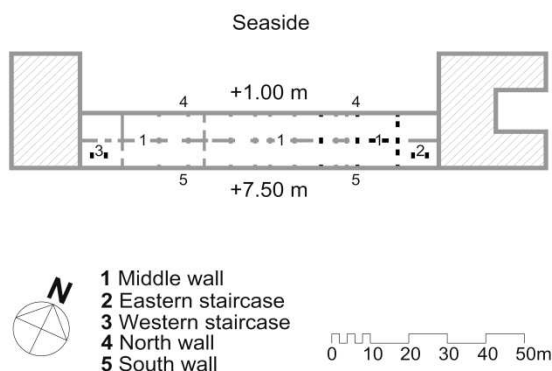 Seaside
4 4
+1.00 m
1 1 1
3 2
5 5
+7.50 m
N
1 Middle wall
2 Eastern staircase
3 Western staircase
4 North wall
5 South wall
0 10 20 30 40 50m